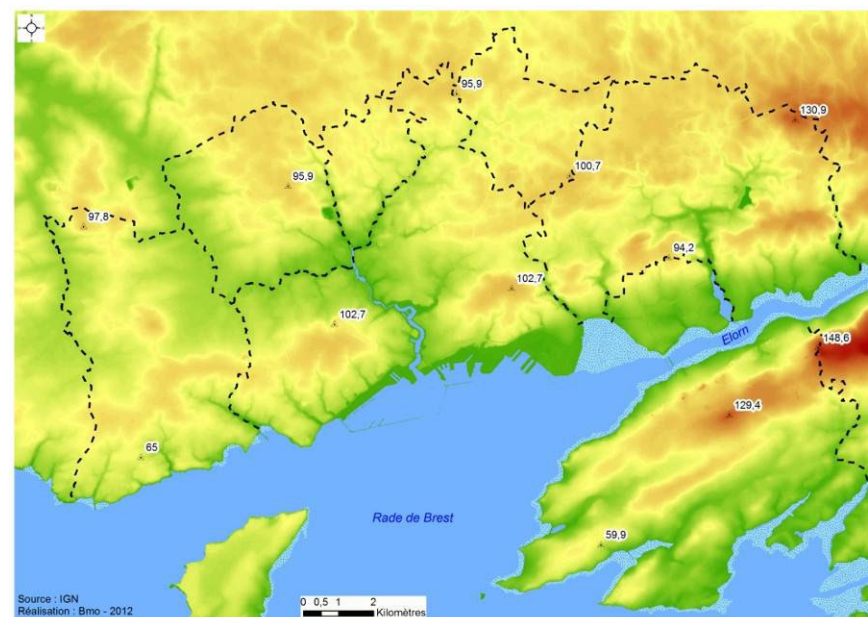 95,9
130,9
100,7
95,9
97,8
94,2
102,7
102,7
Elorn
148,6
129,4
65
Rade de Brest
59,9
Source : IGN
Réalisation : Bmo - 2012
0 0,5 1 2
Kilomètres